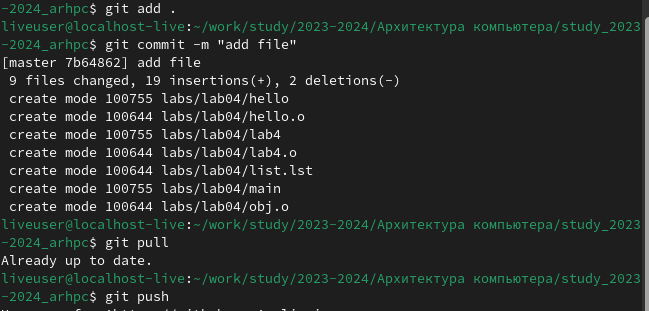 -2024_arhpc$ git add .
liveuser@localhost-live:~/work/study/2023-2024/Архитектура компьютера/study_2023
-2024_arhpc$ git commit -m "add file"
[master 7b64862] add file
 9 files changed, 19 insertions(+), 2 deletions(-)
 create mode 100755 labs/lab04/hello
 create mode 100644 labs/lab04/hello.o
 create mode 100755 labs/lab04/lab4
 create mode 100644 labs/lab04/lab4.o
 create mode 100644 labs/lab04/list.lst
 create mode 100755 labs/lab04/main
 create mode 100644 labs/lab04/obj.o
liveuser@localhost-live:~/work/study/2023-2024/Архитектура компьютера/study_2023
-2024_arhpc$ git pull
Already up to date.
liveuser@localhost-live:~/work/study/2023-2024/Архитектура компьютера/study_2023
-2024_arhpc$ git push